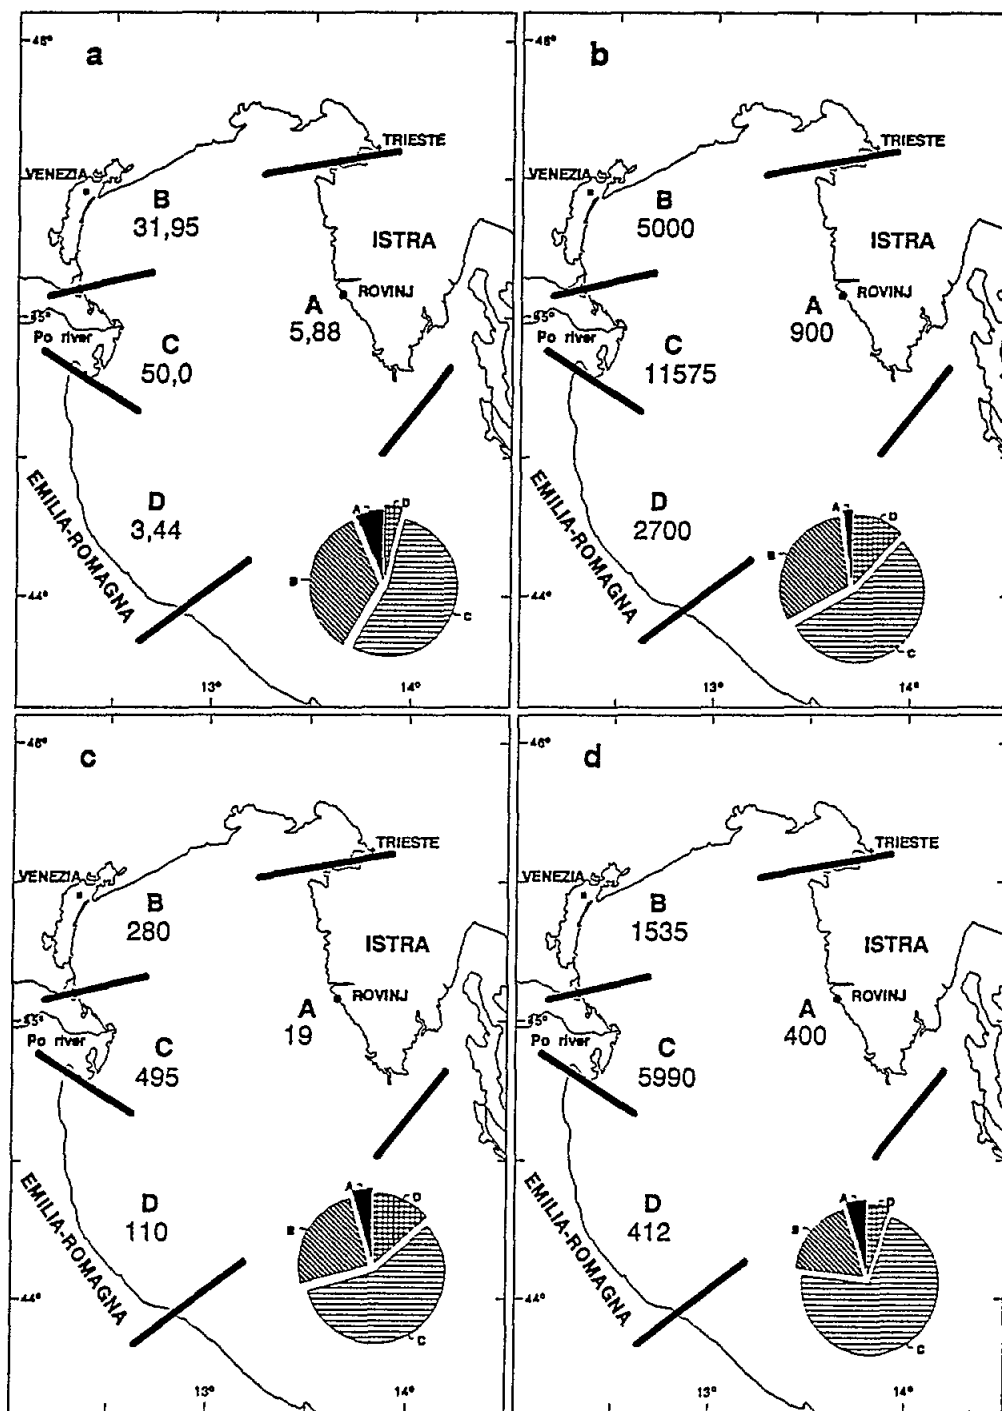 a
46°
TRIESTE
VENEZIA
B
31,95
ISTRA
ROVINJ
A
5,88
45°
Po river
C
50,0
EMILIA-ROMAGNA
D
3,44
A
D
B
C
44°
13°
14°
b
46°
TRIESTE
VENEZIA
B
5000
ISTRA
ROVINJ
A
900
45°
Po river
C
11575
EMILIA-ROMAGNA
D
2700
A
D
B
C
44°
13°
14°
c
46°
TRIESTE
VENEZIA
B
280
ISTRA
ROVINJ
A
19
45°
Po river
C
495
EMILIA-ROMAGNA
D
110
A
D
B
C
44°
13°
14°
d
46°
TRIESTE
VENEZIA
B
1535
ISTRA
ROVINJ
A
400
45°
Po river
C
5990
EMILIA-ROMAGNA
D
412
A
D
B
C
44°
13°
14°